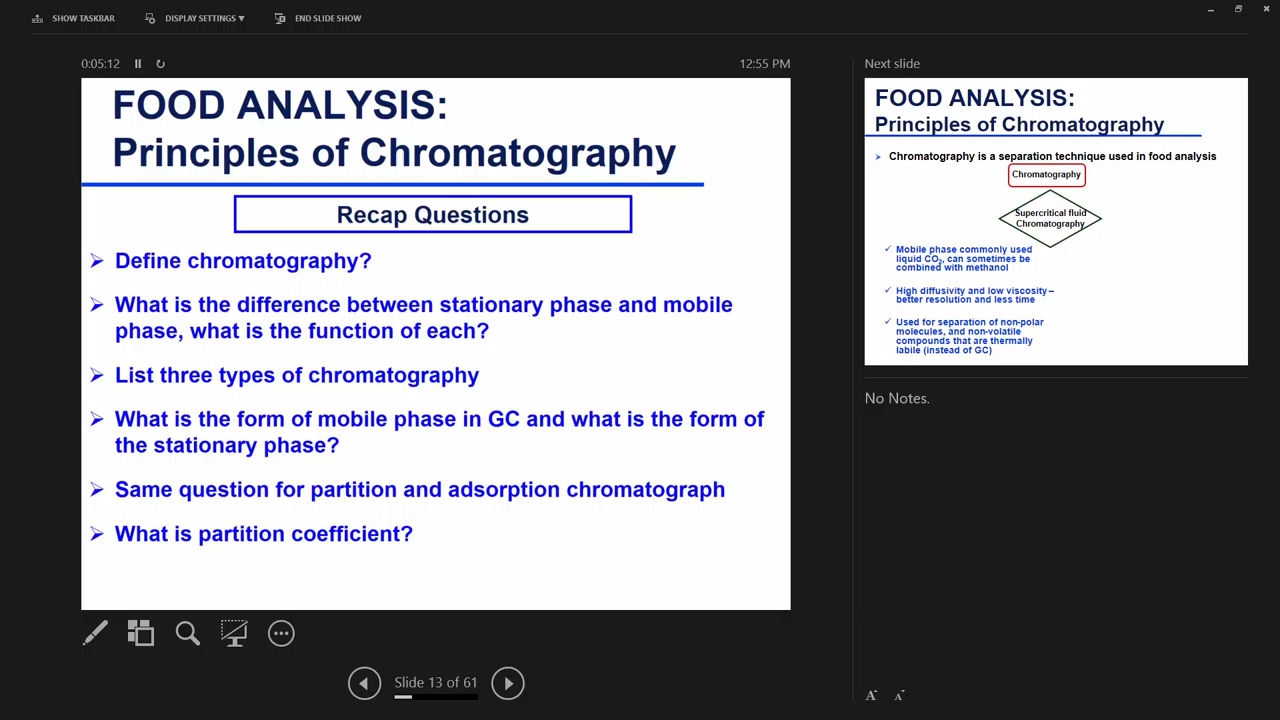 SHOW TASKBAR
DISPLAY SETTINGS ▼
END SLIDE SHOW
0:05:12
12:55 PM
FOOD ANALYSIS:
Principles of Chromatography
Recap Questions
➢ Define chromatography?
➢ What is the difference between stationary phase and mobile
phase, what is the function of each?
➢ List three types of chromatography
➢ What is the form of mobile phase in GC and what is the form of
the stationary phase?
➢ Same question for partition and adsorption chromatograph
➢ What is partition coefficient?
Slide 13 of 61
Next slide
FOOD ANALYSIS:
Principles of Chromatography
➢ Chromatography is a separation technique used in food analysis
Chromatography
Supercritical fluid
Chromatography
✓ Mobile phase commonly used
liquid CO₂, can sometimes be
combined with methanol
✓ High diffusivity and low viscosity–
better resolution and less time
✓ Used for separation of non-polar
molecules, and non-volatile
compounds that are thermally
labile (instead of GC)
No Notes.
A A